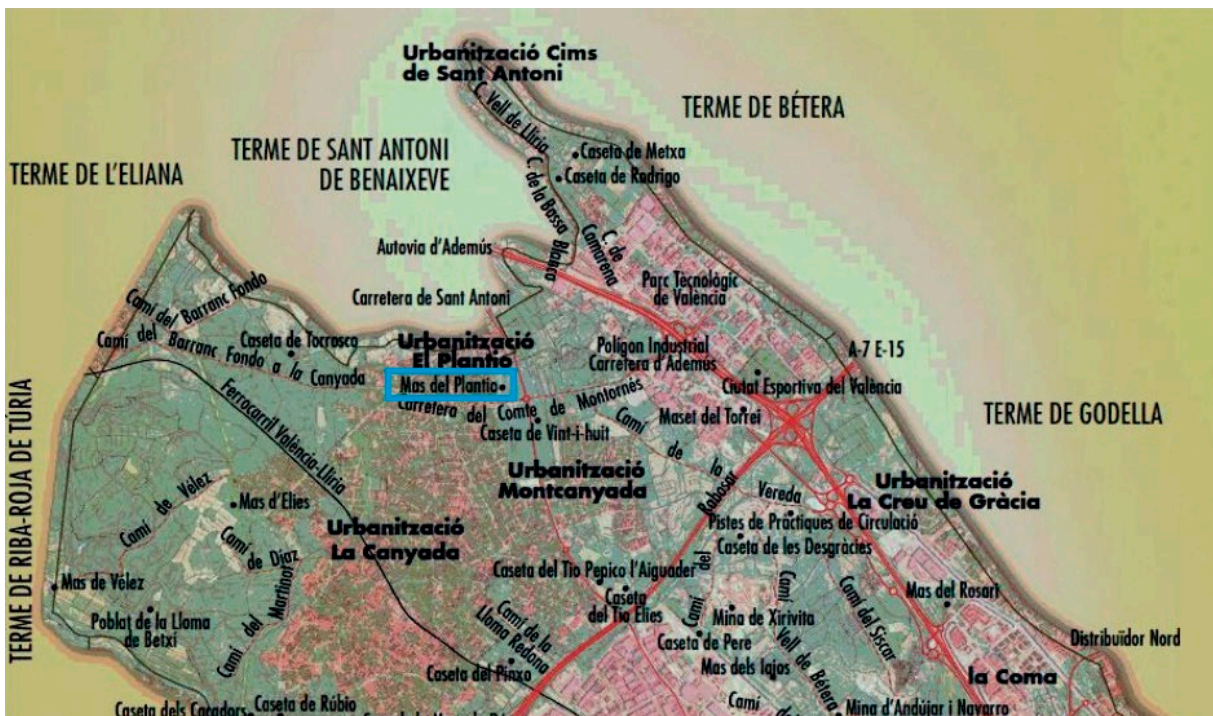 Urbanització Cims
de Sant Antoni
C. Vell de Llíria
TERME DE BÉTERA
TERME DE SANT ANTONI
DE BENAIXEVE
Caseta de Metxa
Caseta de Rodrigo
TERME DE L'ELIANA
C. de la Bassa Blanca
C. de
Camarena
Autovia d'Ademús
Parc Tecnològic
de València
Carretera de Sant Antoni
Camí del Barranc Fondo
Camí del Barranc Fondo a la Canyada
Caseta de Torrosca
Urbanització
El Plantio
Mas del Plantio
Polígon Industrial
Carretera d'Ademús
A-7 E-15
Ciutat Esportiva del València
Carretera del Comte de Montornés
Caseta de Vint-i-huit
Maset del Torrei
TERME DE GODELLA
TERME DE RIBA-ROJA DE TÚRIA
Ferrocarril València-Llíria
Camí de la
Vereda
Urbanització
Montcanyada
Urbanització
La Creu de Gràcia
Camí de Vélez
Mas d'Elies
Camí
de Díaz
Urbanització
La Canyada
Pistes de Pràctiques de Circulació
Caseta de les Desgràcies
Camí del
Rabosar
Mas de Vélez
Caseta del Tio Pepico l'Aiguader
Caseta
del Tio Elies
Mas del Rosari
Poblat de la Lloma
de Betxí
Camí del Martinot
Camí de la
Lloma Redona
Mina de Xirivita
Camí Vell de Bétera
Camí del Siscar
Caseta de Pere
Mas dels Iajos
Distribuïdor Nord
Caseta del Pinxo
la Coma
Caseta dels Caçadors
Caseta de Rúbio
Camí
Mina d'Andújar i Navarro